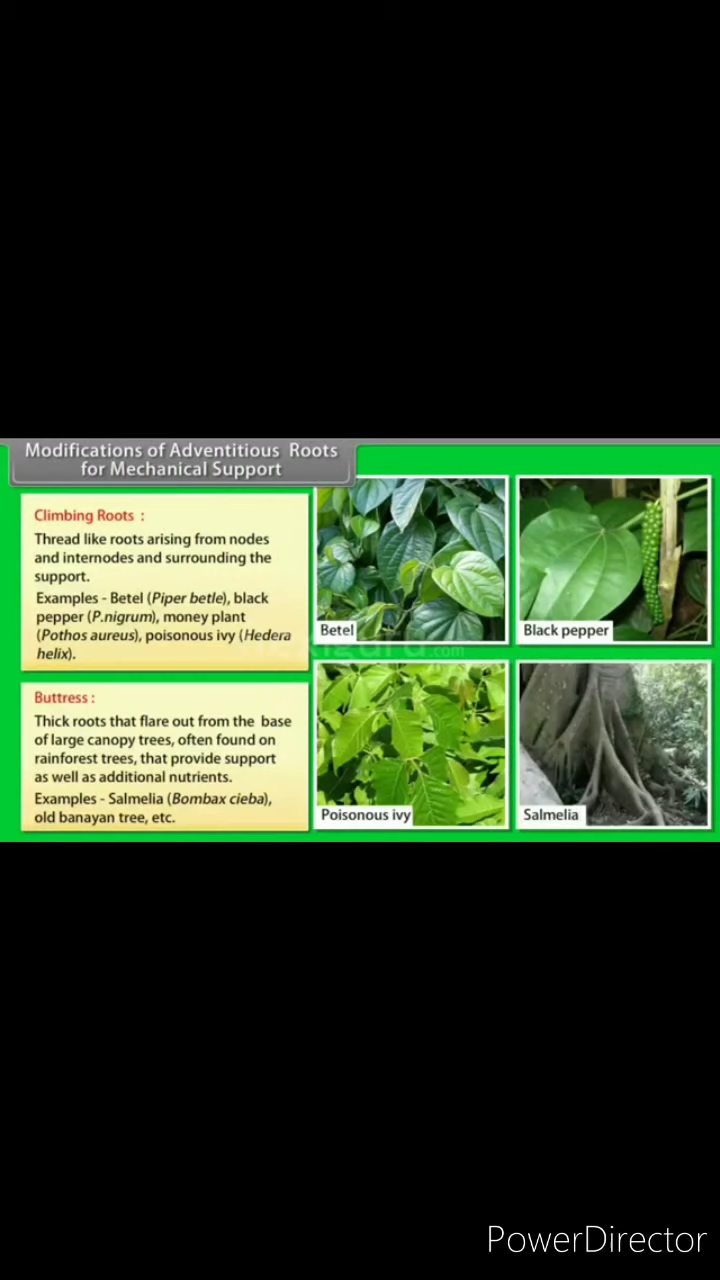 Modifications of Adventitious Roots
for Mechanical Support
Climbing Roots :
Thread like roots arising from nodes
and internodes and surrounding the
support.
Examples - Betel (Piper betle), black
pepper (P.nigrum), money plant
(Pothos aureus), poisonous ivy (Hedera
helix).
Buttress :
Thick roots that flare out from the base
of large canopy trees, often found on
rainforest trees, that provide support
as well as additional nutrients.
Examples - Salmelia (Bombax cieba),
old banayan tree, etc.
Betel
Black pepper
Poisonous ivy
Salmelia
PowerDirector